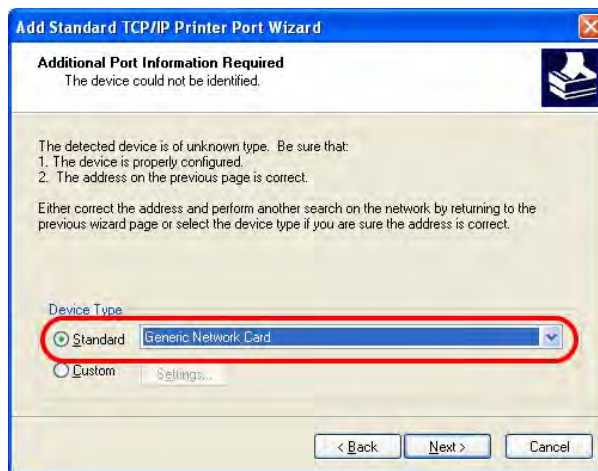 Add Standard TCP/IP Printer Port Wizard
Additional Port Information Required
The device could not be identified.
The detected device is of unknown type. Be sure that:
1. The device is properly configured.
2. The address on the previous page is correct.
Either correct the address and perform another search on the network by returning to the
previous wizard page or select the device type if you are sure the address is correct.
Device Type
Standard Generic Network Card
Custom Settings...
< Back Next > Cancel